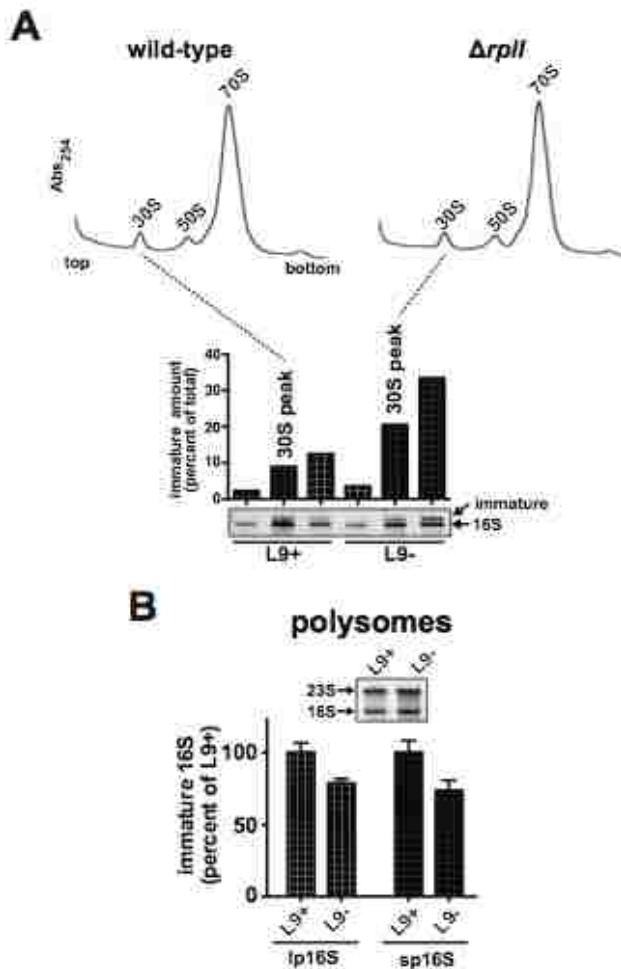 A
wild-type
ΔrplI
70S
70S
Abs254
30S
50S
30S
50S
top
bottom
immature amount
(percent of total)
40
30
20
10
0
30S peak
30S peak
immature
16S
L9+
L9-
B
polysomes
L9+
L9-
23S
16S
immature 16S
(percent of L9+)
100
50
0
L9+
L9-
L9+
L9-
lp16S
sp16S